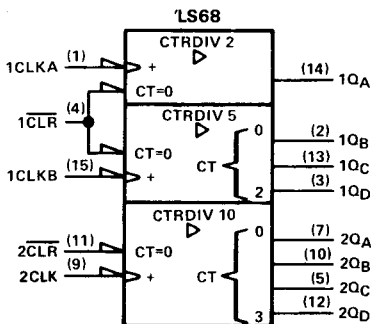 'LS68
CTRDIV 2
1CLKA (1) +
(14) 1QA
CT=0
1CLR (4)
CTRDIV 5
0
(2) 1QB
CT=0
CT
(13) 1QC
1CLKB (15) +
2
(3) 1QD
CTRDIV 10
0
(7) 2QA
2CLR (11) CT=0
(10) 2QB
2CLK (9) +
CT
(5) 2QC
3
(12) 2QD